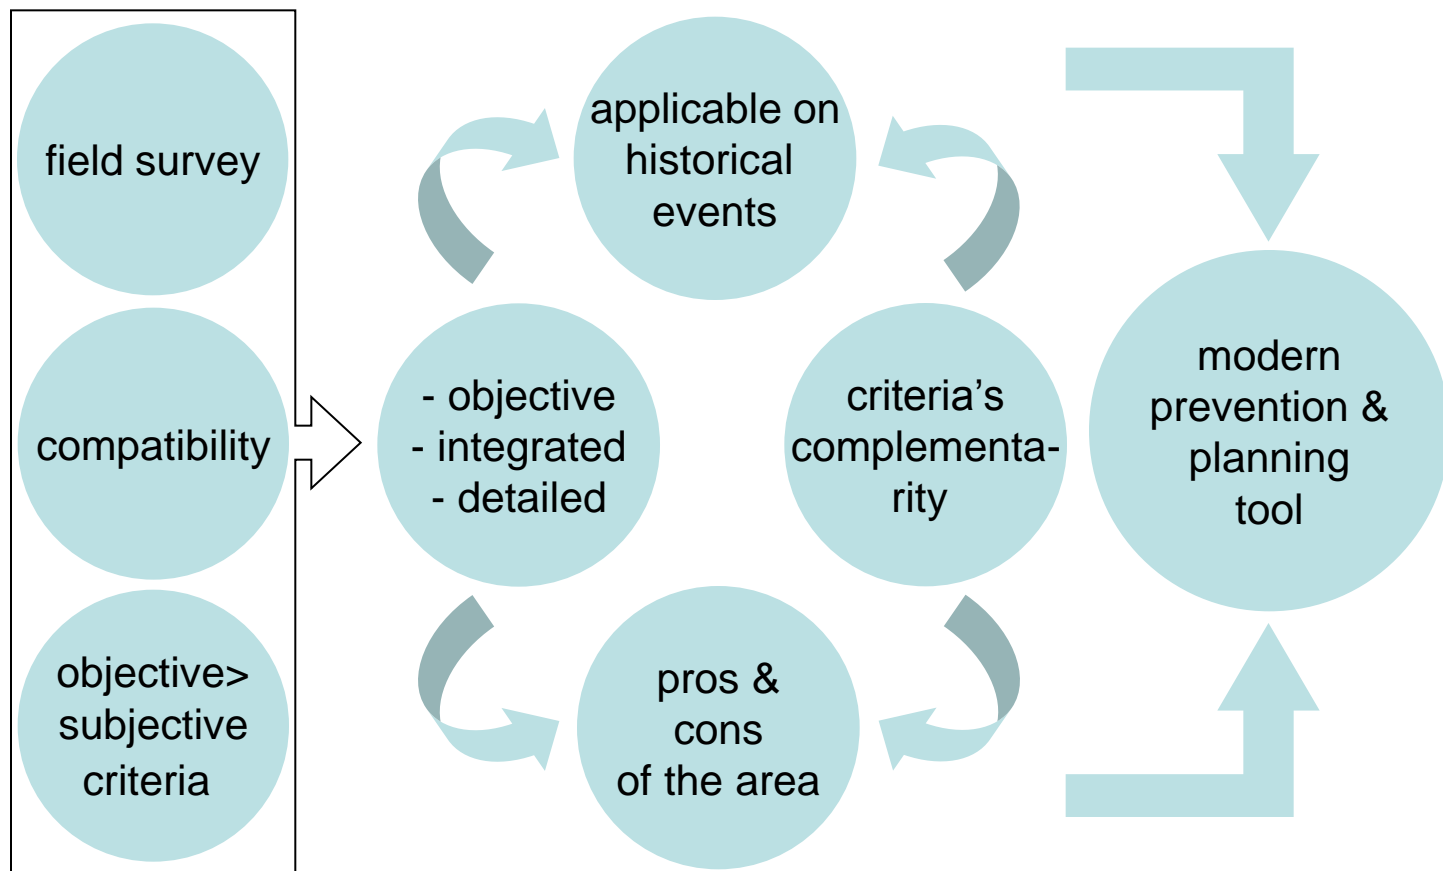 field survey
compatibility
objective>
subjective
criteria
- objective
- integrated
- detailed
applicable on
historical
events
pros &
cons
of the area
criteria’s
complementa-
rity
modern
prevention &
planning
tool